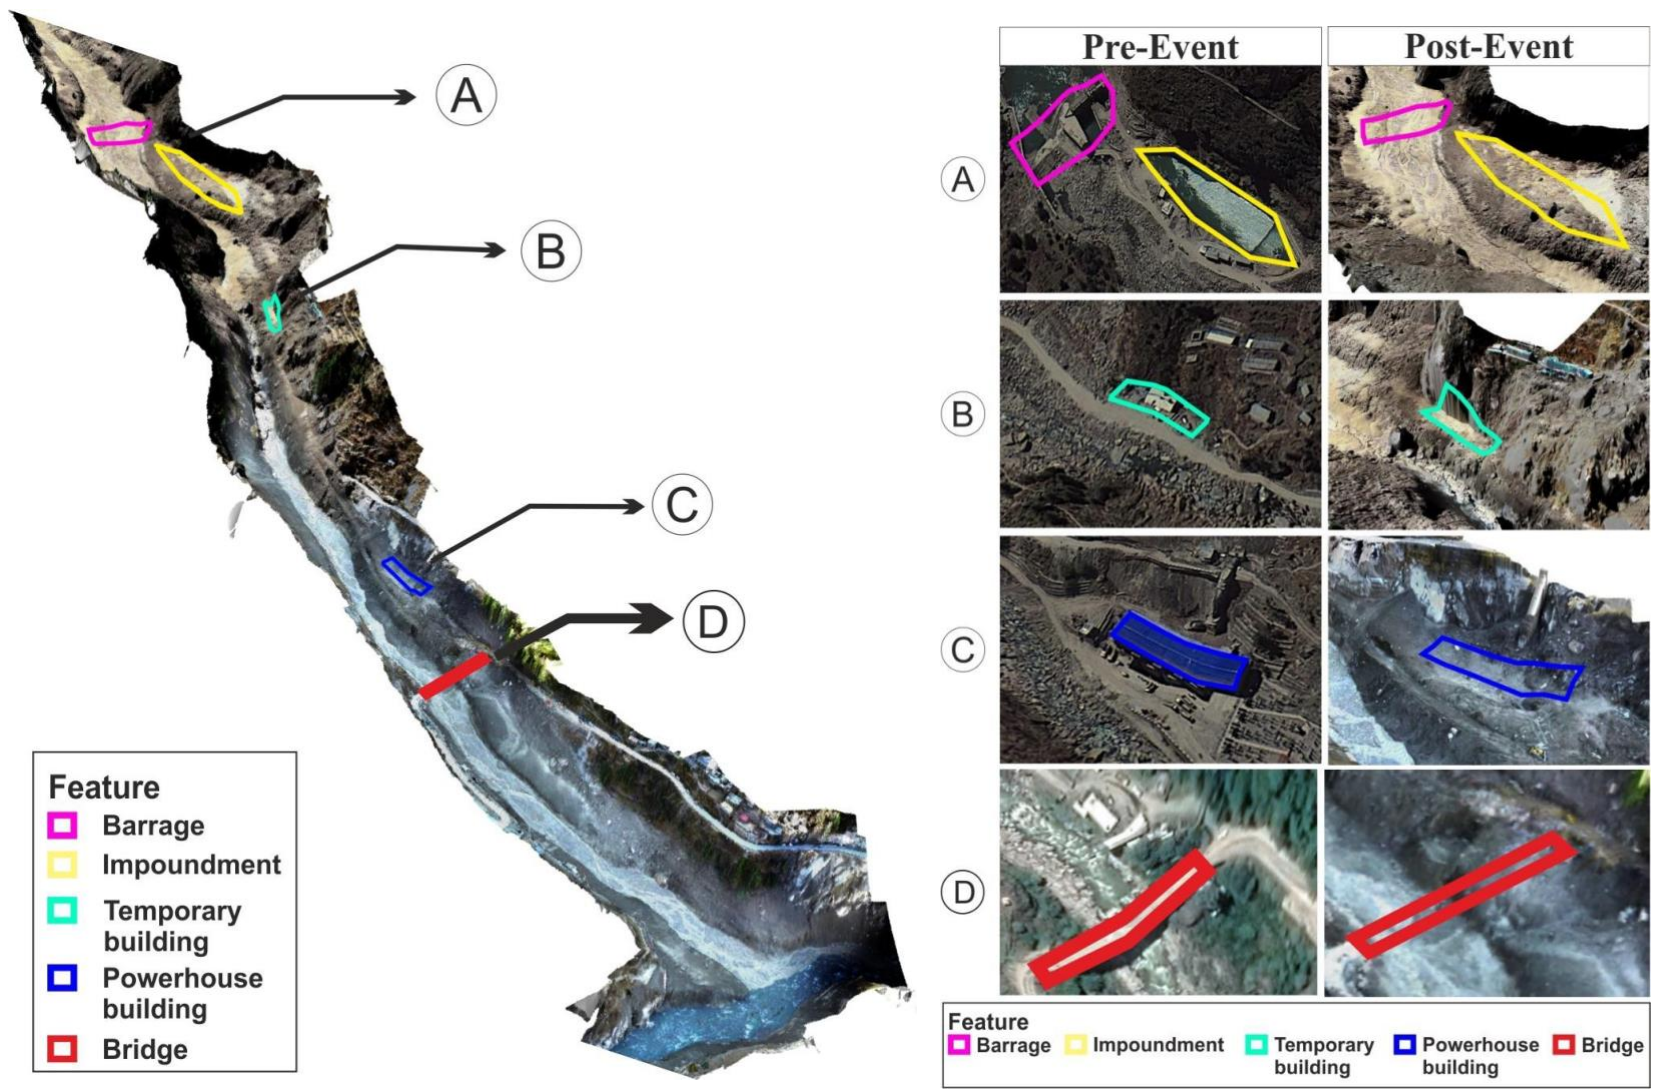 A
B
C
D
Feature
Barrage
Impoundment
Temporary
building
Powerhouse
building
Bridge
Pre-Event
Post-Event
A
B
C
D
Feature
Barrage
Impoundment
Temporary
building
Powerhouse
building
Bridge